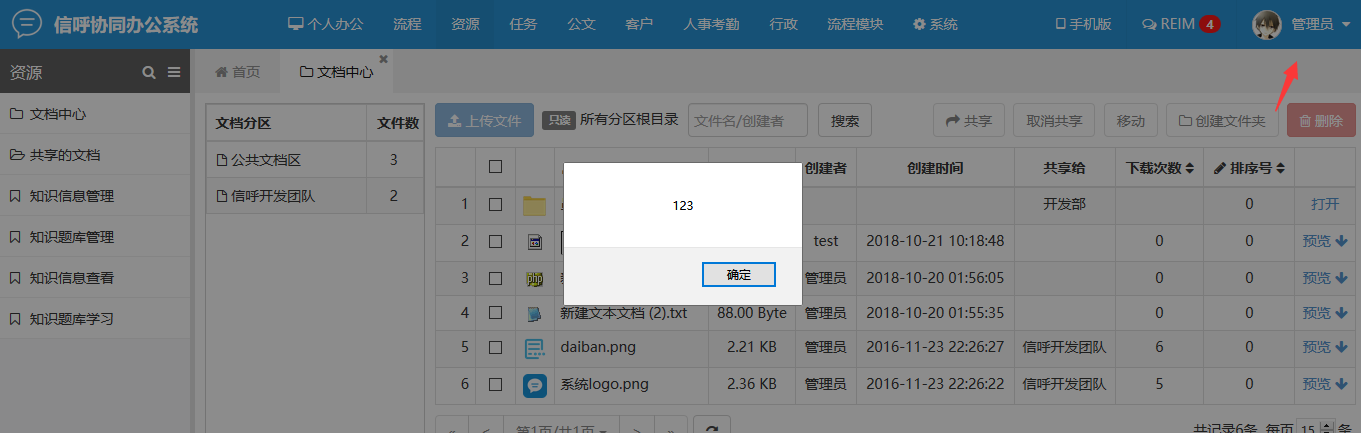 信呼协同办公系统 个人办公 流程 资源 任务 公文 客户 人事考勤 行政 流程模块 系统 手机版 REIM 4 管理员
资源 首页 文档中心
文档中心
共享的文档
知识信息管理
知识题库管理
知识信息查看
知识题库学习
文档分区 文件数
公共文档区 3
信呼开发团队 2
上传文件 只读 所有分区根目录 文件名/创建者 搜索 共享 取消共享 移动 创建文件夹 删除
创建者 创建时间 共享给 下载次数 排序号
1 开发部 0 打开
2 test 2018-10-21 10:18:48 0 0 预览
3 管理员 2018-10-20 01:56:05 0 0 预览
4 新建文本文档 (2).txt 88.00 Byte 管理员 2018-10-20 01:55:35 0 0 预览
5 daiban.png 2.21 KB 管理员 2016-11-23 22:26:27 信呼开发团队 6 0 预览
6 系统logo.png 2.36 KB 管理员 2016-11-23 22:26:22 信呼开发团队 5 0 预览
123
确定
« < 第1页/共1页 > » 共记录6条 每页 15 条